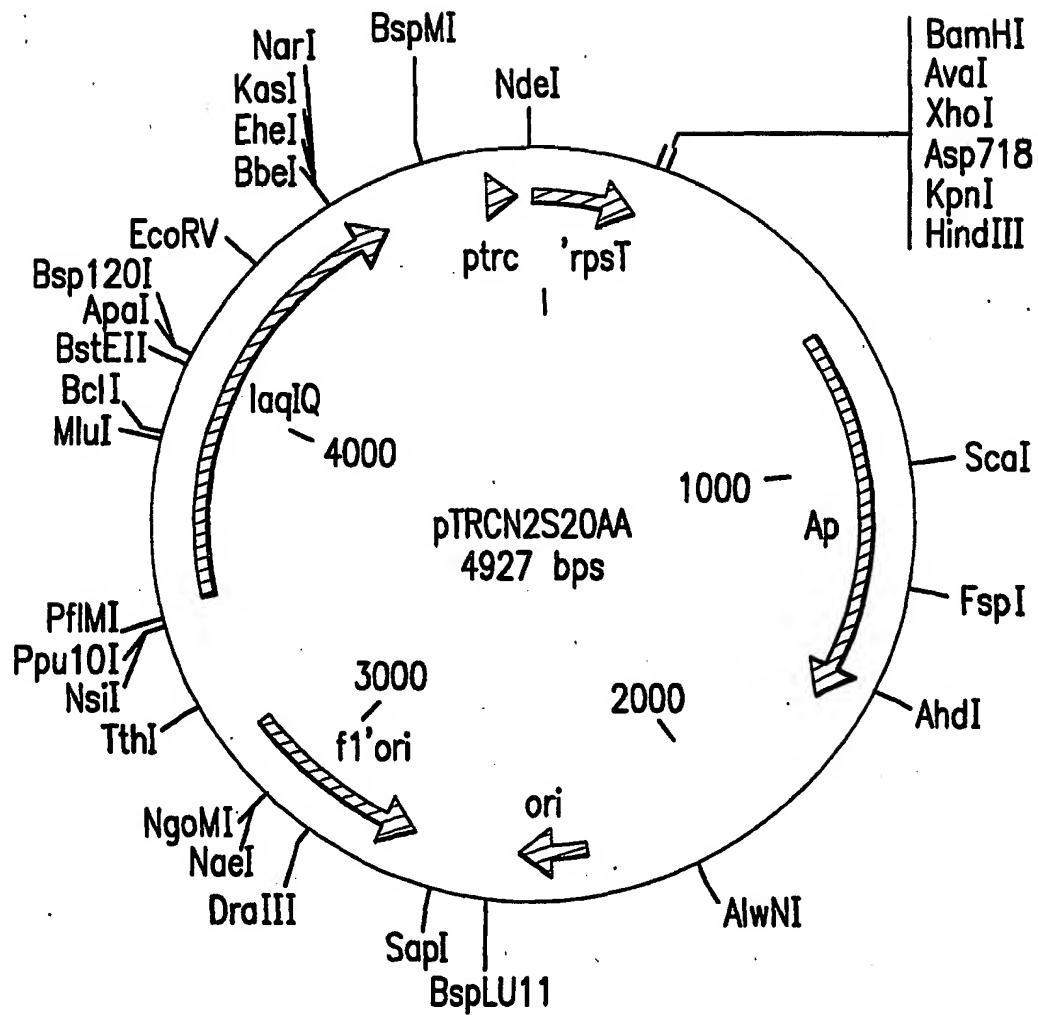 BspMI
NarI
KasI
EheI
BbeI
NdeI
BamHI
AvaI
XhoI
Asp718
KpnI
HindIII
EcoRV
Bsp120I
ApaI
BstEII
BclI
MluI
ptrc
'rpsT
I
laqIQ
4000
1000
ScaI
pTRCN2S20AA
4927 bps
Ap
FspI
PflMI
Ppu10I
NsiI
TthI
3000
f1'ori
2000
AhdI
NgoMI
NaeI
DraIII
ori
AlwNI
SapI
BspLU11